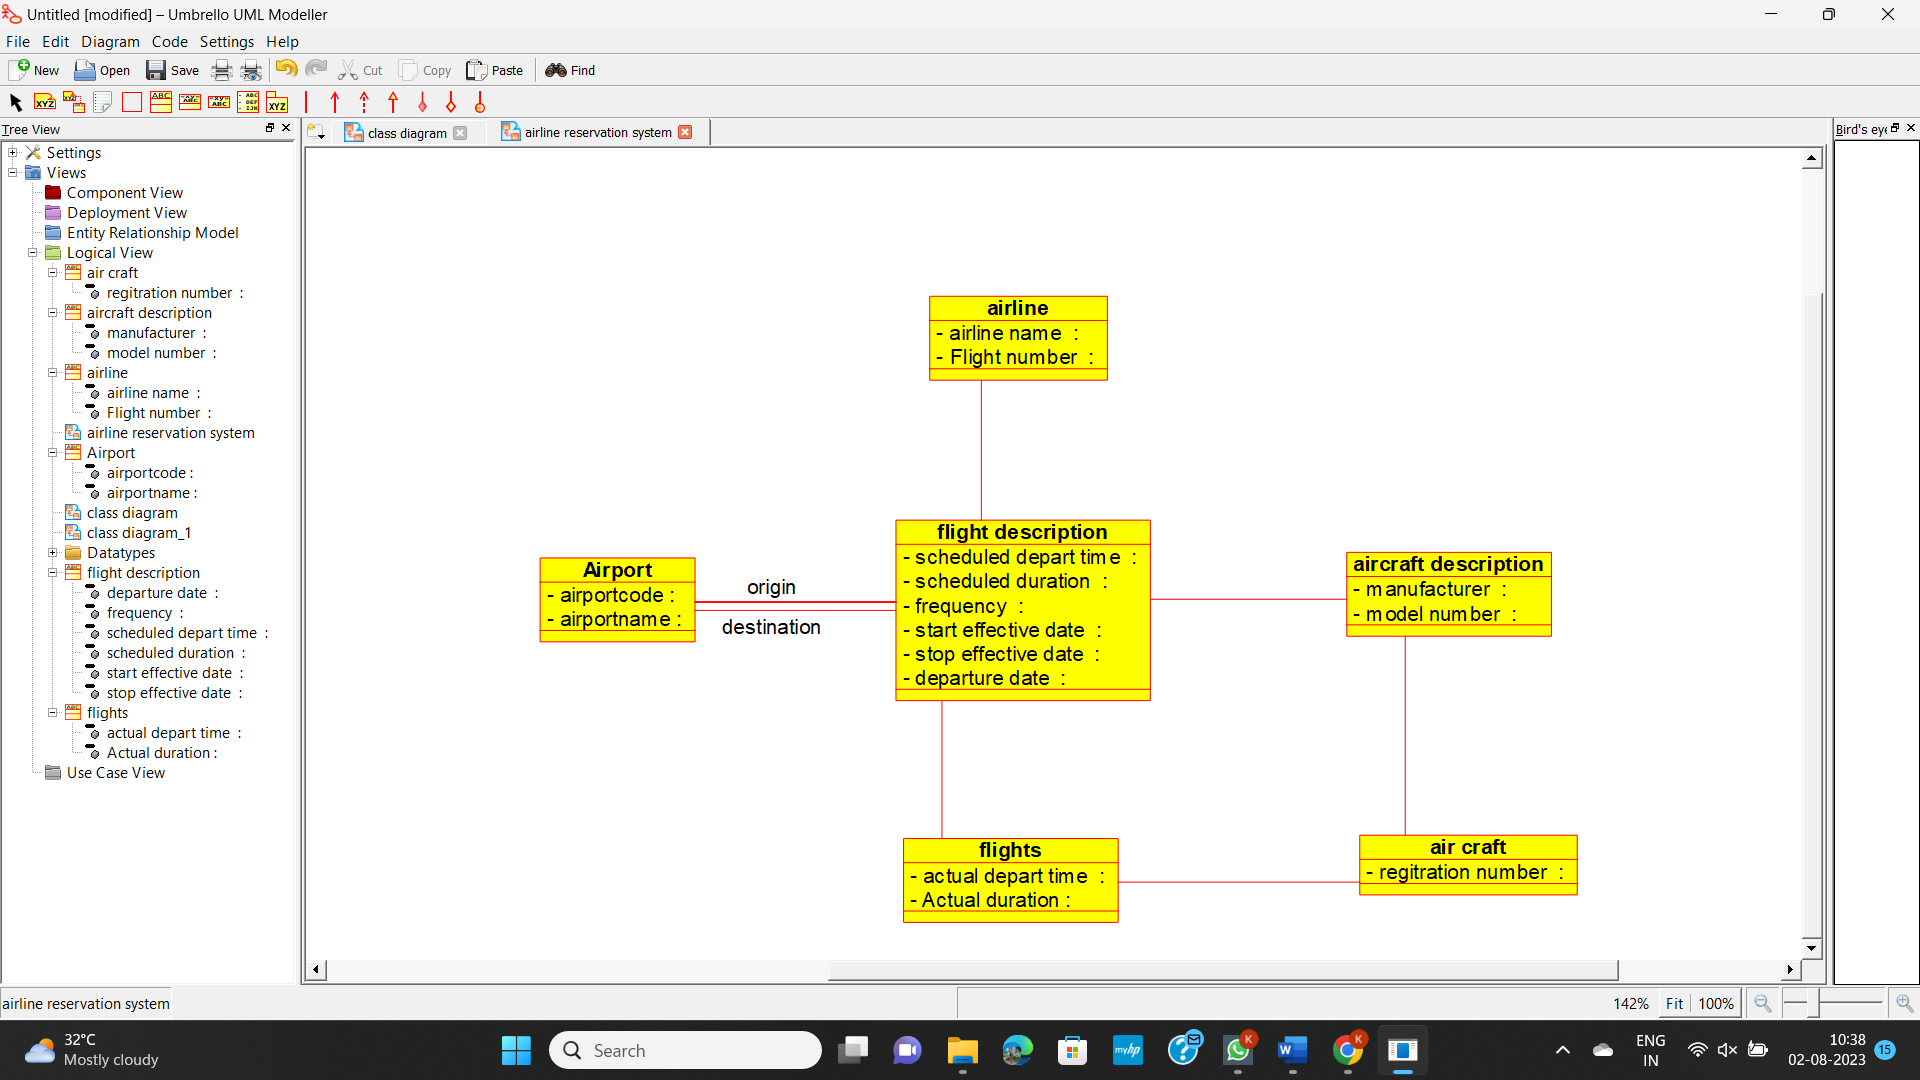 Untitled [modified] – Umbrello UML Modeller
File Edit Diagram Code Settings Help
New Open Save Cut Copy Paste Find
Tree View
class diagram
airline reservation system
Bird's eye
Settings
Views
Component View
Deployment View
Entity Relationship Model
Logical View
air craft
regitration number :
aircraft description
manufacturer :
model number :
airline
airline name :
Flight number :
airline reservation system
Airport
airportcode :
airportname :
class diagram
class diagram_1
Datatypes
flight description
departure date :
frequency :
scheduled depart time :
scheduled duration :
start effective date :
stop effective date :
flights
actual depart time :
Actual duration :
Use Case View
airline
- airline name :
- Flight number :
Airport
- airportcode :
- airportname :
origin
destination
flight description
- scheduled depart time :
- scheduled duration :
- frequency :
- start effective date :
- stop effective date :
- departure date :
aircraft description
- manufacturer :
- model number :
flights
- actual depart time :
- Actual duration :
air craft
- regitration number :
airline reservation system
142% Fit 100%
32°C
Mostly cloudy
Search
myhp
ENG
IN
10:38
02-08-2023
15